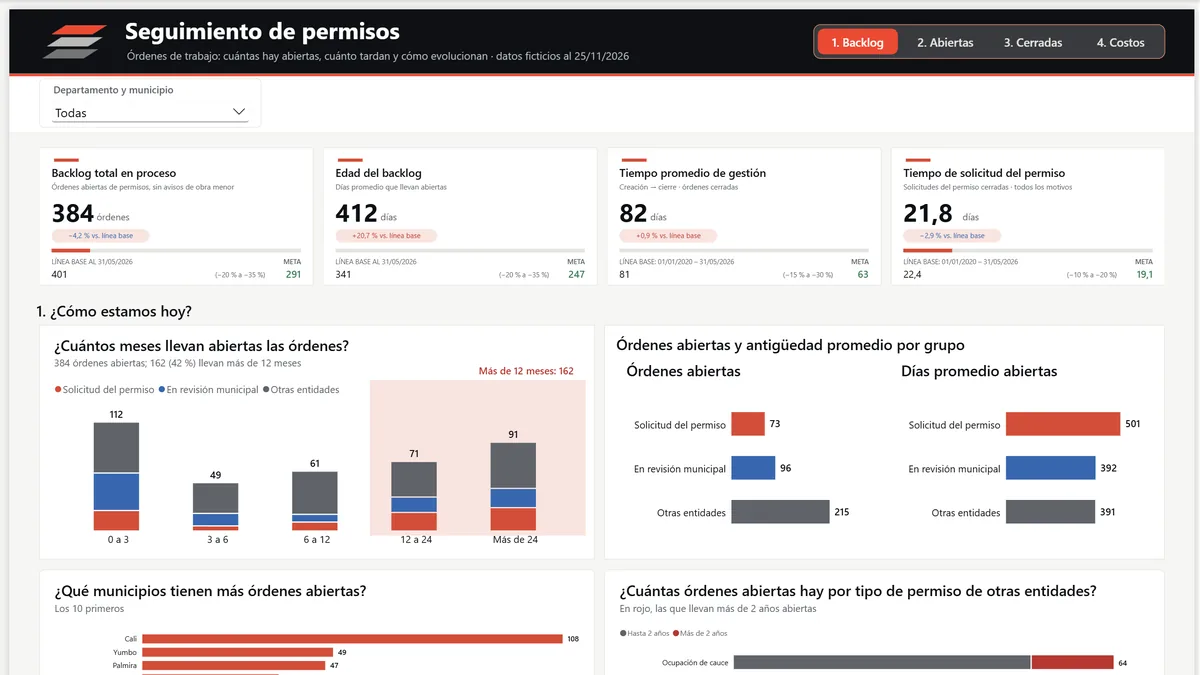 Seguimiento de permisos
Órdenes de trabajo: cuántas hay abiertas, cuánto tardan y cómo evolucionan · datos ficticios al 25/11/2026
1. Backlog
2. Abiertas
3. Cerradas
4. Costos
Departamento y municipio
Todas
Backlog total en proceso
Órdenes abiertas de permisos, sin avisos de obra menor
384 órdenes
−4,2 % vs. línea base
LÍNEA BASE AL 31/05/2026 META
401 (−20 % a −35 %) 291
Edad del backlog
Días promedio que llevan abiertas
412 días
+20,7 % vs. línea base
LÍNEA BASE AL 31/05/2026 META
341 (−20 % a −35 %) 247
Tiempo promedio de gestión
Creación → cierre · órdenes cerradas
82 días
+0,9 % vs. línea base
LÍNEA BASE: 01/01/2020 – 31/05/2026 META
81 (−15 % a −30 %) 63
Tiempo de solicitud del permiso
Solicitudes del permiso cerradas · todos los motivos
21,8 días
−2,9 % vs. línea base
LÍNEA BASE: 01/01/2020 – 31/05/2026 META
22,4 (−10 % a −20 %) 19,1
1. ¿Cómo estamos hoy?
¿Cuántos meses llevan abiertas las órdenes?
384 órdenes abiertas; 162 (42 %) llevan más de 12 meses
Más de 12 meses: 162
Solicitud del permiso En revisión municipal Otras entidades
112
49
61
71
91
0 a 3
3 a 6
6 a 12
12 a 24
Más de 24
Órdenes abiertas y antigüedad promedio por grupo
Órdenes abiertas
Solicitud del permiso 73
En revisión municipal 96
Otras entidades 215
Días promedio abiertas
Solicitud del permiso 501
En revisión municipal 392
Otras entidades 391
¿Qué municipios tienen más órdenes abiertas?
Los 10 primeros
Cali 108
Yumbo 49
Palmira 47
¿Cuántas órdenes abiertas hay por tipo de permiso de otras entidades?
En rojo, las que llevan más de 2 años abiertas
Hasta 2 años Más de 2 años
Ocupación de cauce 64